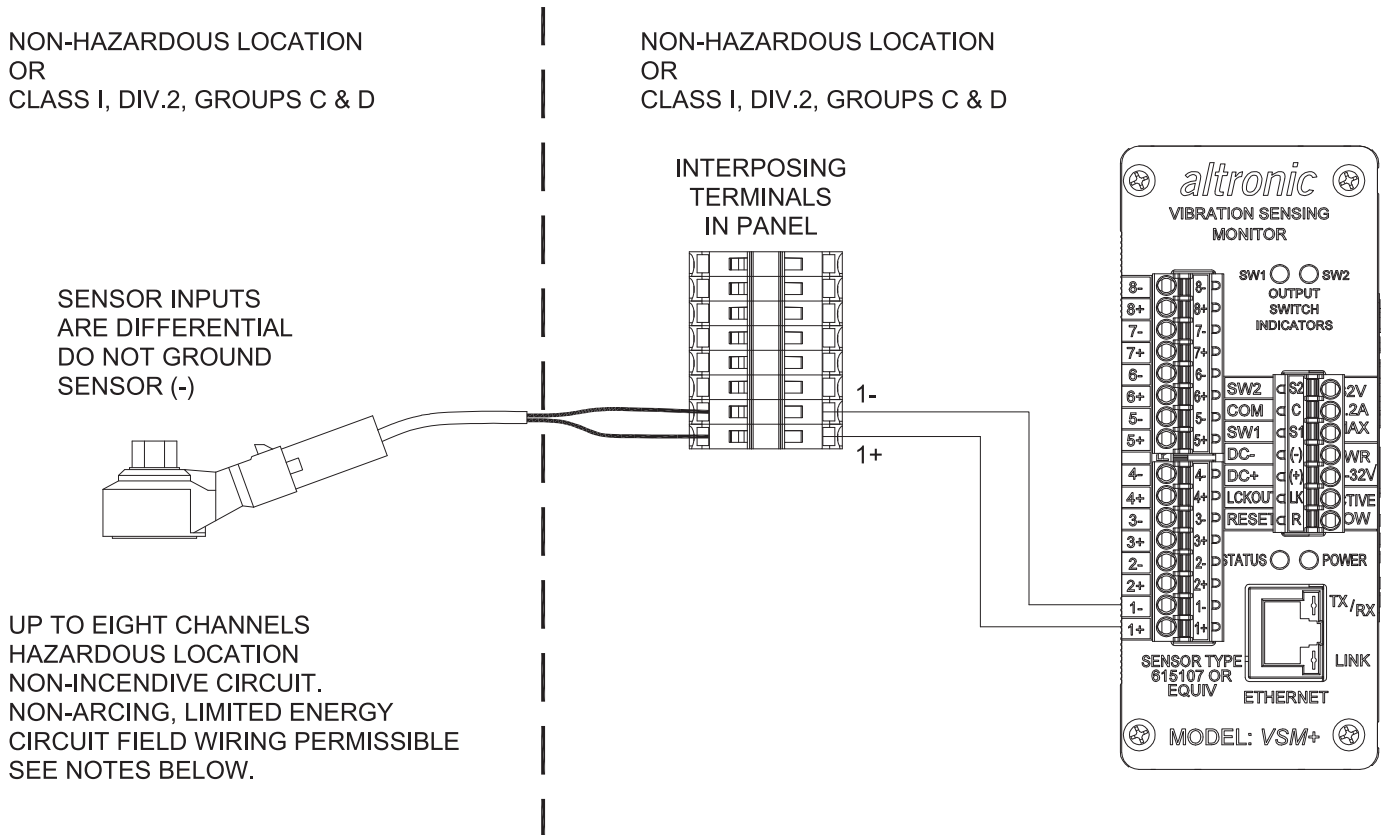 NON-HAZARDOUS LOCATION
OR
CLASS I, DIV.2, GROUPS C & D
NON-HAZARDOUS LOCATION
OR
CLASS I, DIV.2, GROUPS C & D
INTERPOSING
TERMINALS
IN PANEL
SENSOR INPUTS
ARE DIFFERENTIAL
DO NOT GROUND
SENSOR (-)
1-
1+
UP TO EIGHT CHANNELS
HAZARDOUS LOCATION
NON-INCENDIVE CIRCUIT.
NON-ARCING, LIMITED ENERGY
CIRCUIT FIELD WIRING PERMISSIBLE
SEE NOTES BELOW.
altronic
VIBRATION SENSING
MONITOR
SW1 SW2
OUTPUT
SWITCH
INDICATORS
8- 8-
8+ 8+
7- 7-
7+ 7+
6- 6-
6+ 6+
5- 5-
5+ 5+
4- 4-
4+ 4+
3- 3-
3+ 3+
2- 2-
2+ 2+
1- 1-
1+ 1+
SW2 S2 2V
COM C .2A
SW1 S1 AX
DC- (-) WR
DC+ (+) -32V
LCKOUT LK TIVE
RESET R OW
STATUS POWER
TX/RX
LINK
SENSOR TYPE
615107 OR
EQUIV
ETHERNET
MODEL: VSM+